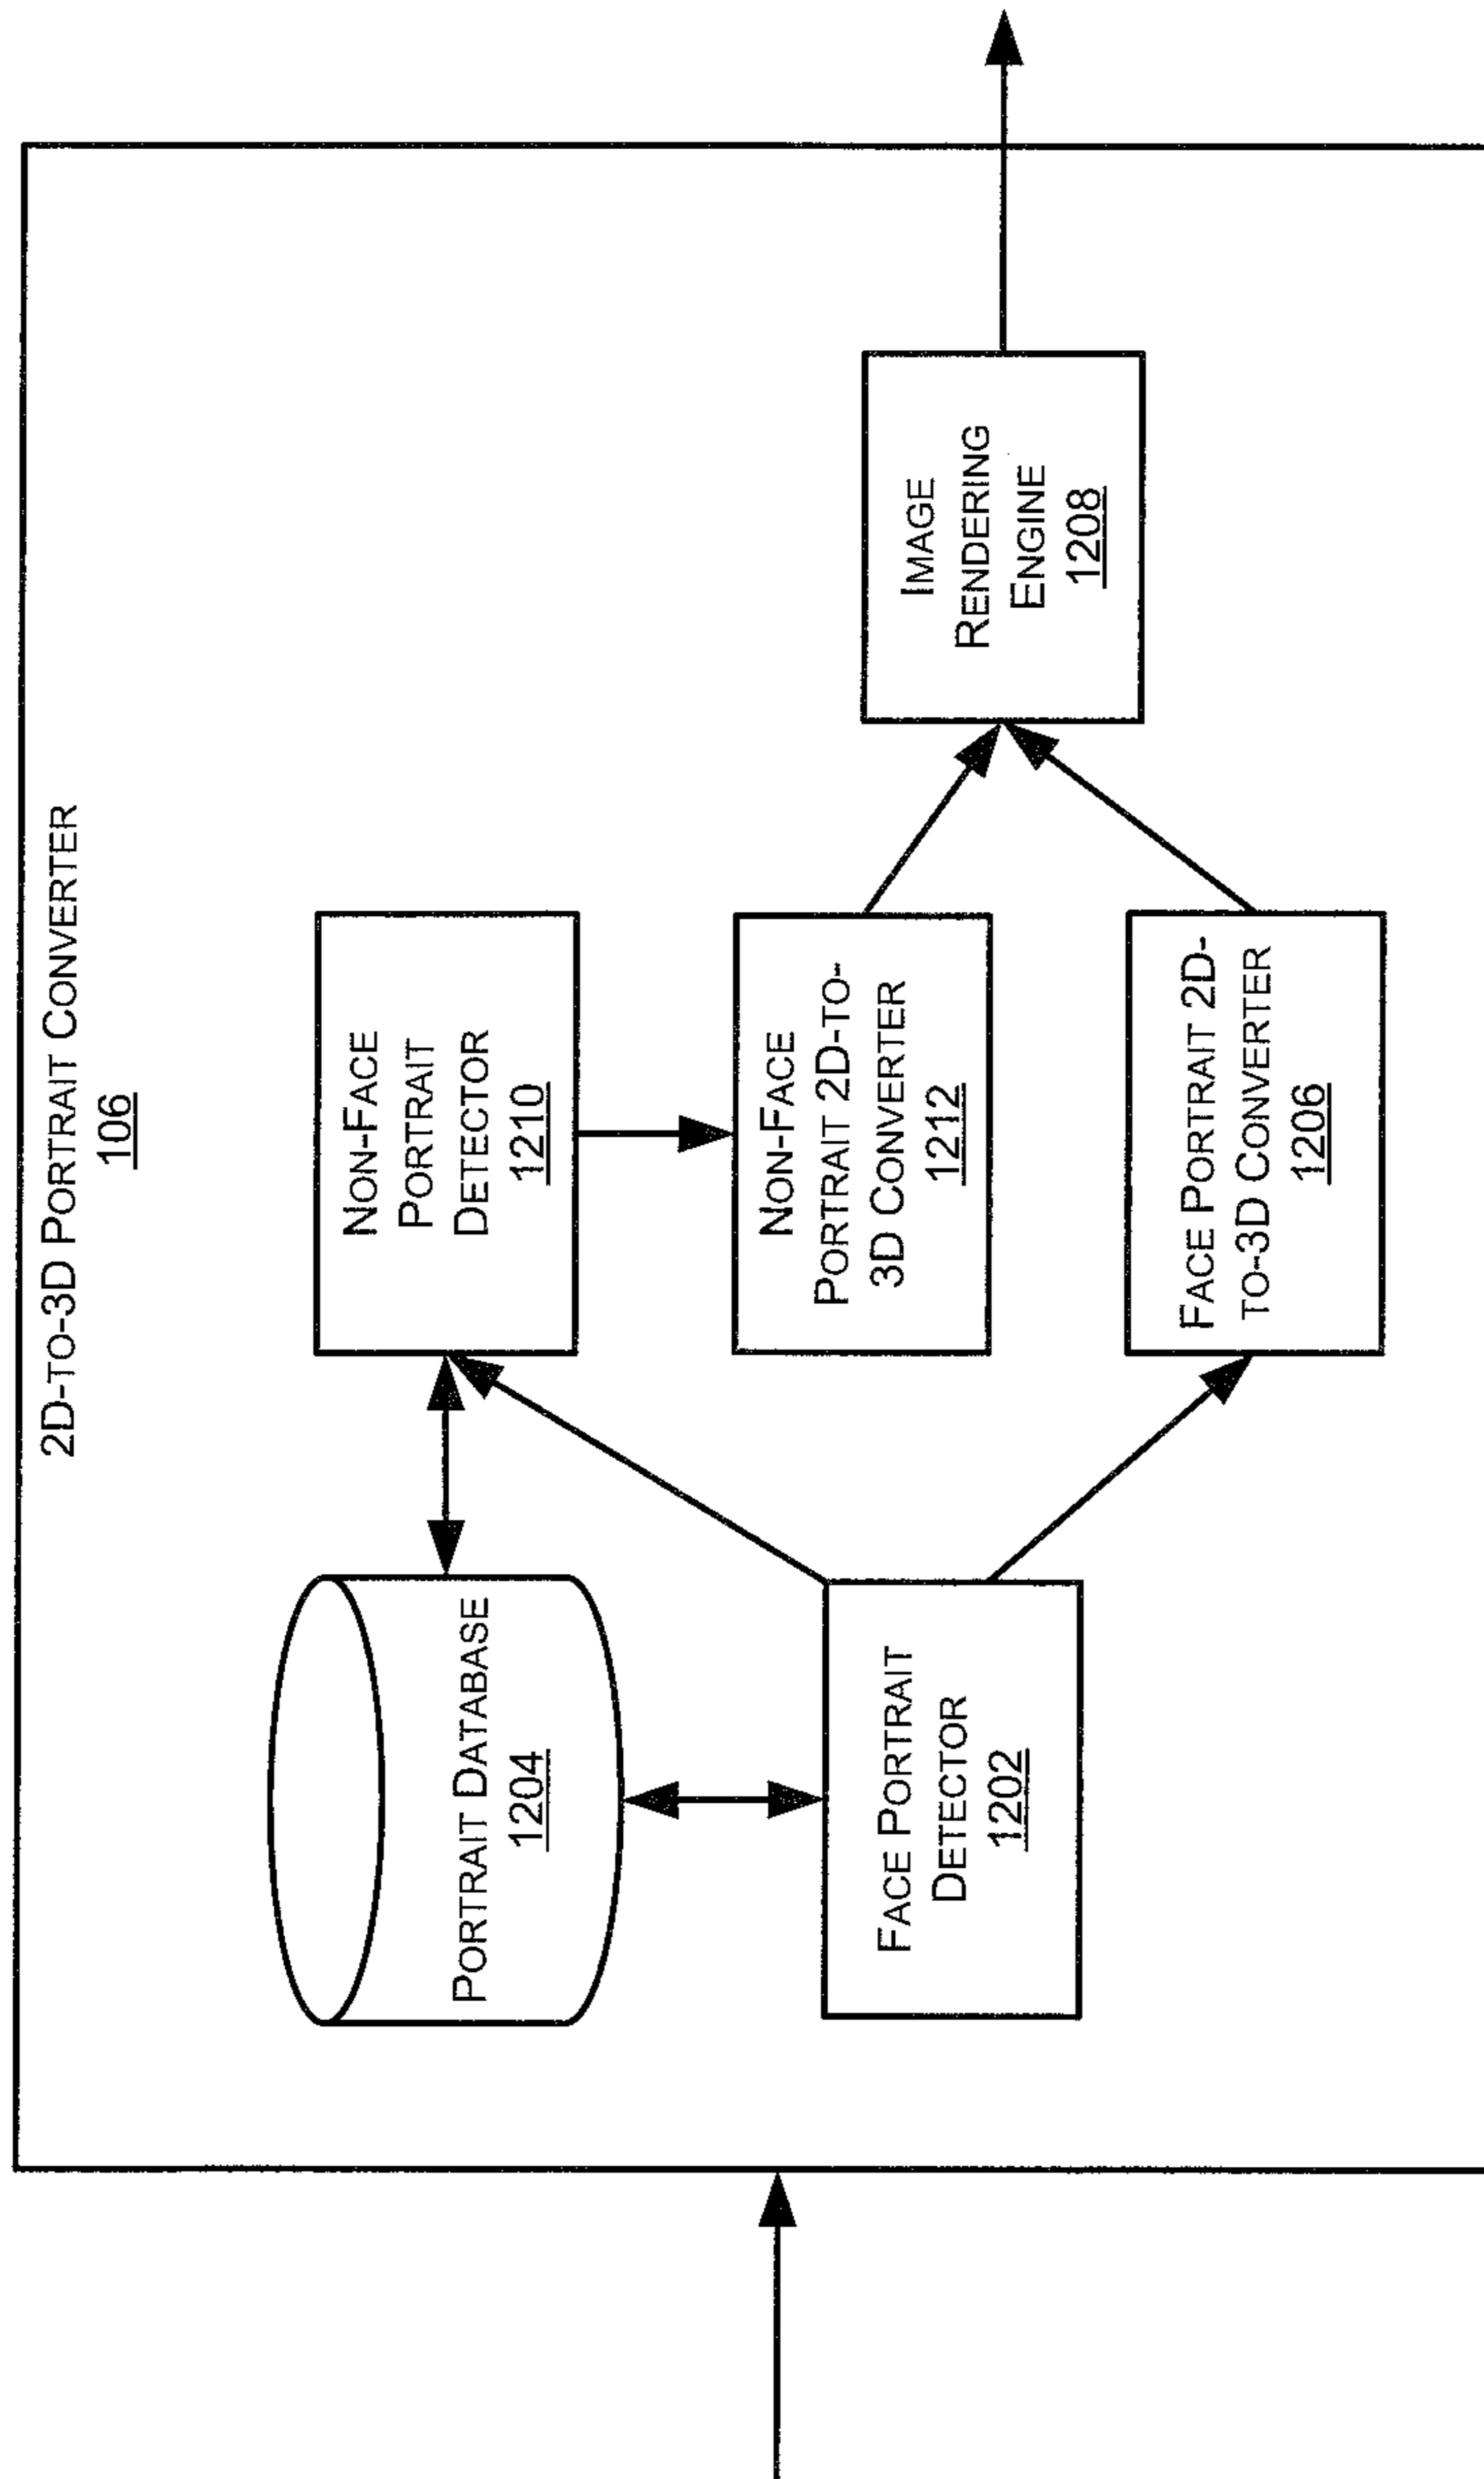 2D-TO-3D PORTRAIT CONVERTER
106
PORTRAIT DATABASE
1204
NON-FACE
PORTRAIT
DETECTOR
1210
FACE PORTRAIT
DETECTOR
1202
NON-FACE
PORTRAIT 2D-TO-
3D CONVERTER
1212
FACE PORTRAIT 2D-
TO-3D CONVERTER
1206
IMAGE
RENDERING
ENGINE
1208